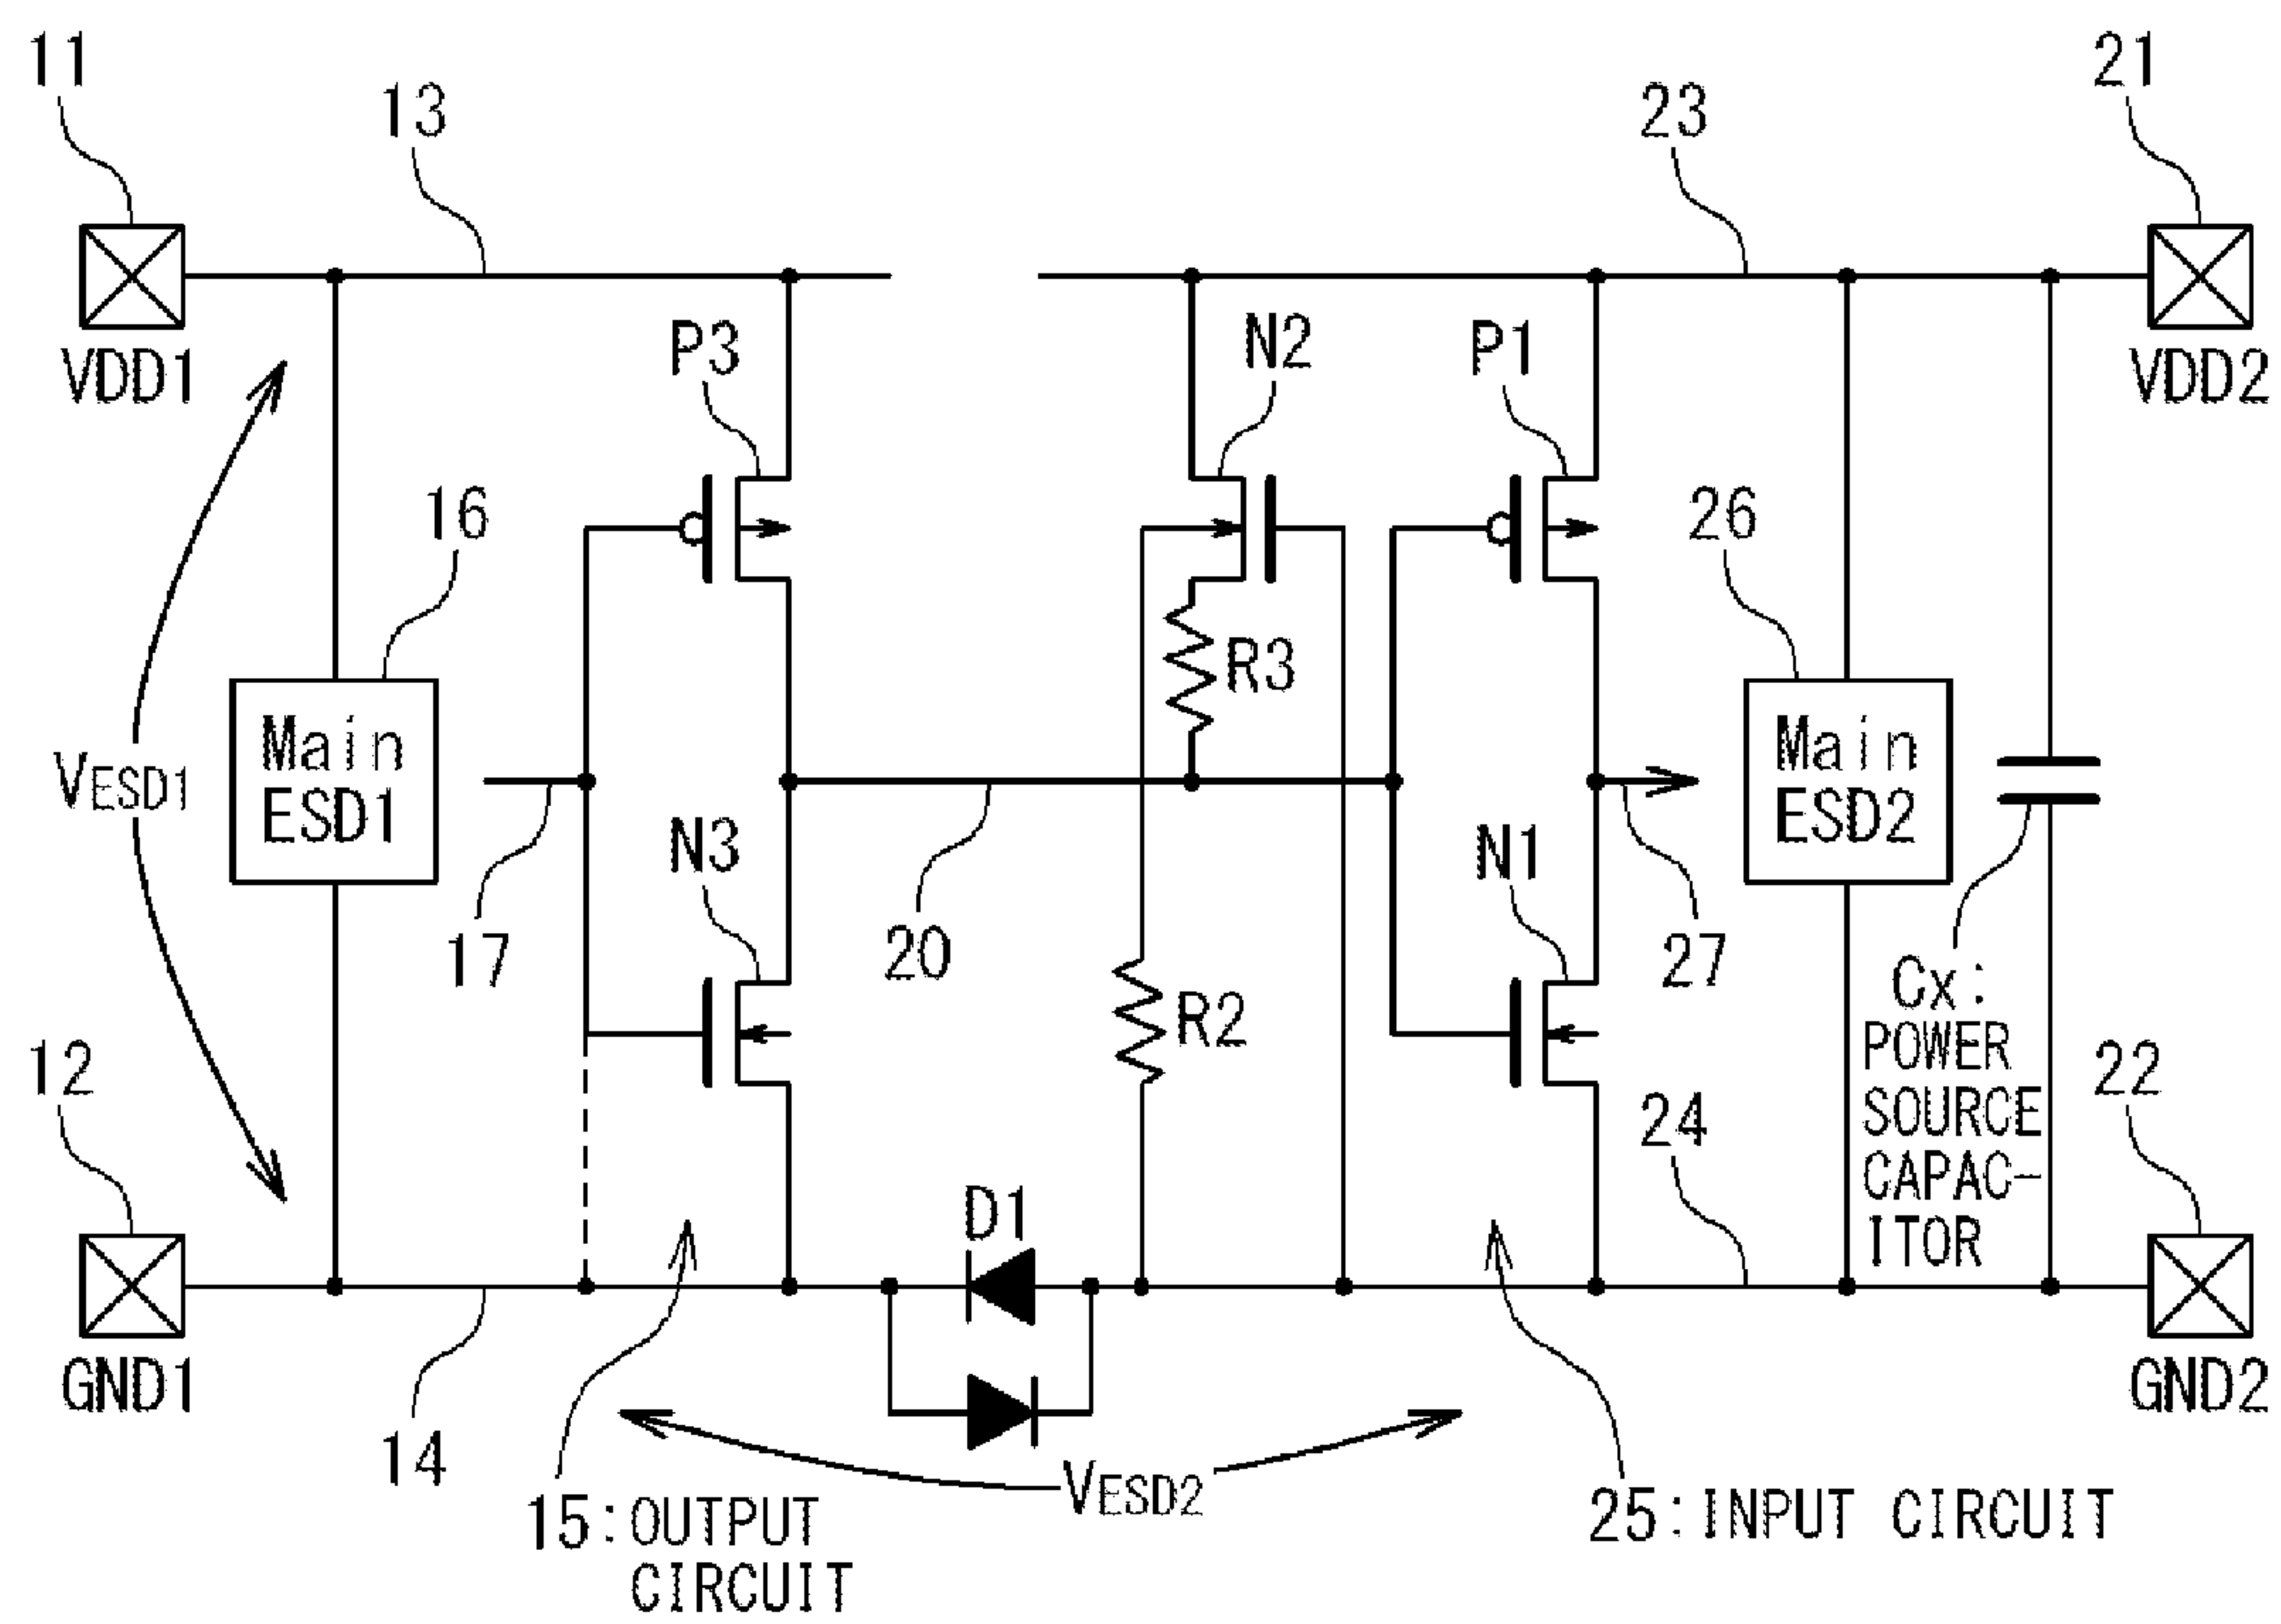 11
13
23
21
VDD1
P3
N2
P1
VDD2
16
26
R3
VESD1
Main
ESD1
Main
ESD2
N3
N1
17
20
R2
27
Cx:
POWER
SOURCE
CAPAC-
ITOR
12
24
22
D1
GND1
GND2
14
15:OUTPUT
CIRCUIT
VESD2
25:INPUT CIRCUIT